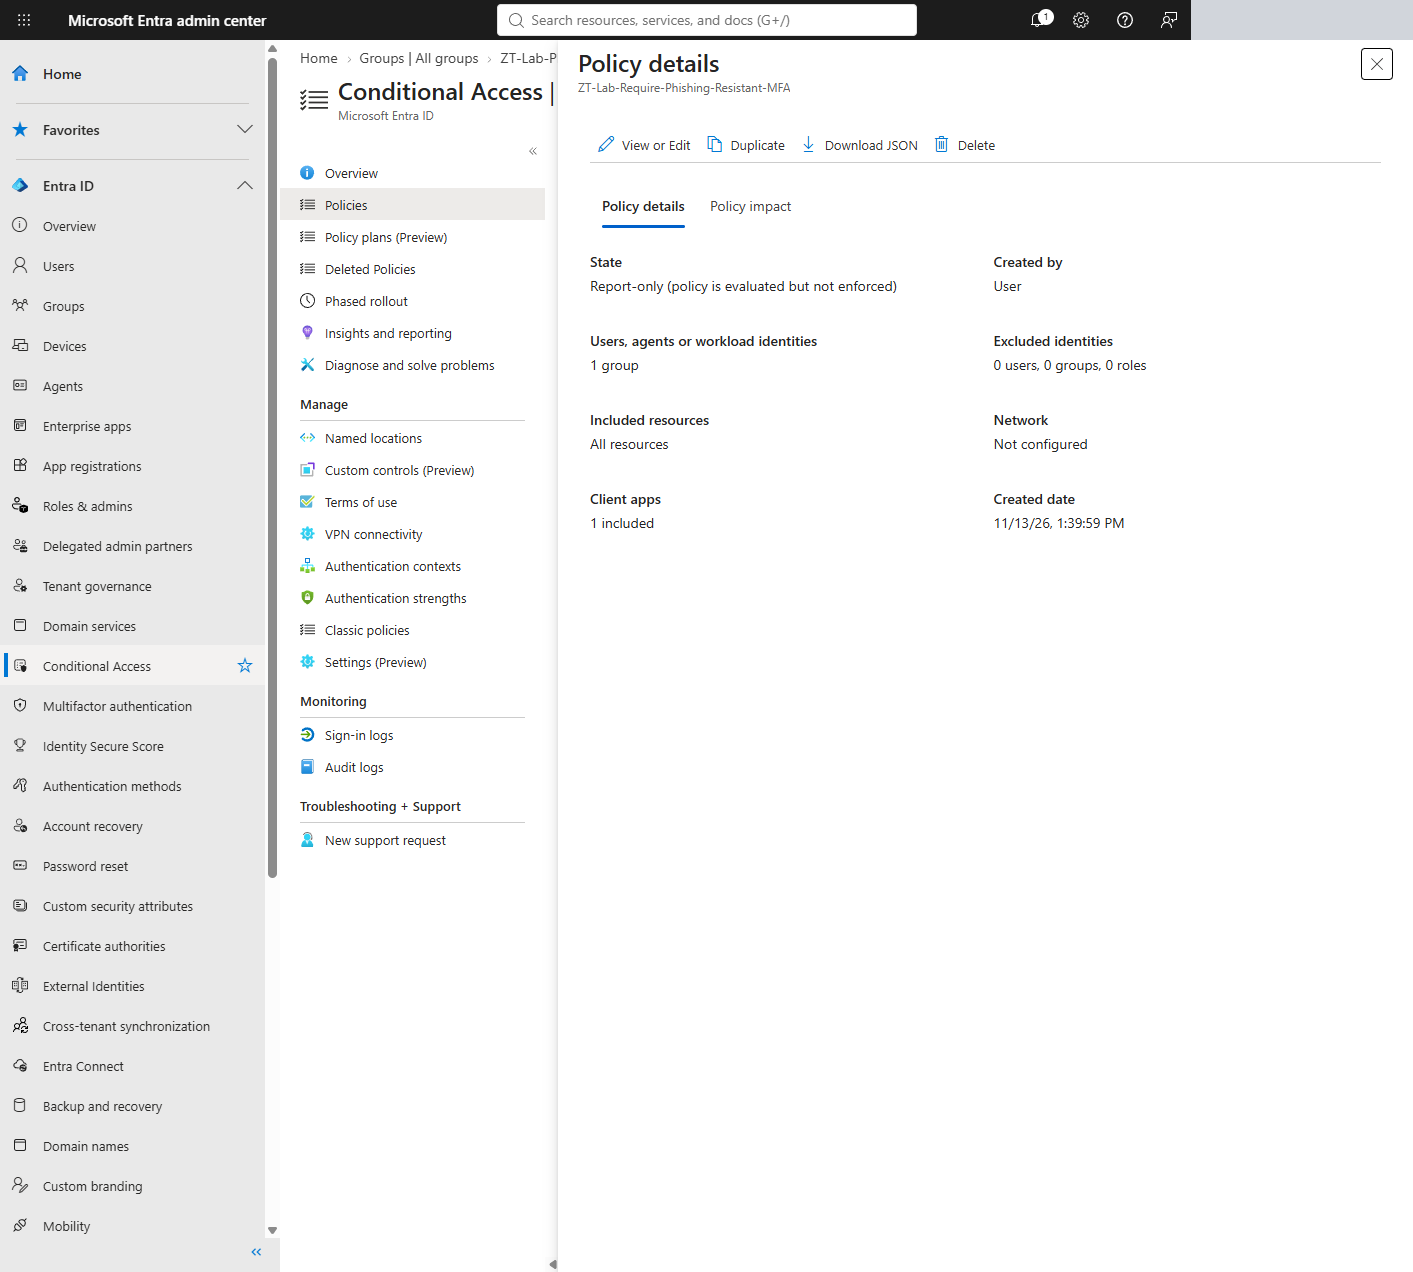 Microsoft Entra admin center
Search resources, services, and docs (G+/)
1
Home
Favorites
Entra ID
Overview
Users
Groups
Devices
Agents
Enterprise apps
App registrations
Roles & admins
Delegated admin partners
Tenant governance
Domain services
Conditional Access
Multifactor authentication
Identity Secure Score
Authentication methods
Account recovery
Password reset
Custom security attributes
Certificate authorities
External Identities
Cross-tenant synchronization
Entra Connect
Backup and recovery
Domain names
Custom branding
Mobility
Home › Groups | All groups › ZT-Lab-P
Conditional Access |
Microsoft Entra ID
Overview
Policies
Policy plans (Preview)
Deleted Policies
Phased rollout
Insights and reporting
Diagnose and solve problems
Manage
Named locations
Custom controls (Preview)
Terms of use
VPN connectivity
Authentication contexts
Authentication strengths
Classic policies
Settings (Preview)
Monitoring
Sign-in logs
Audit logs
Troubleshooting + Support
New support request
Policy details
ZT-Lab-Require-Phishing-Resistant-MFA
View or Edit Duplicate Download JSON Delete
Policy details Policy impact
State
Report-only (policy is evaluated but not enforced)
Created by
User
Users, agents or workload identities
1 group
Excluded identities
0 users, 0 groups, 0 roles
Included resources
All resources
Network
Not configured
Client apps
1 included
Created date
11/13/26, 1:39:59 PM